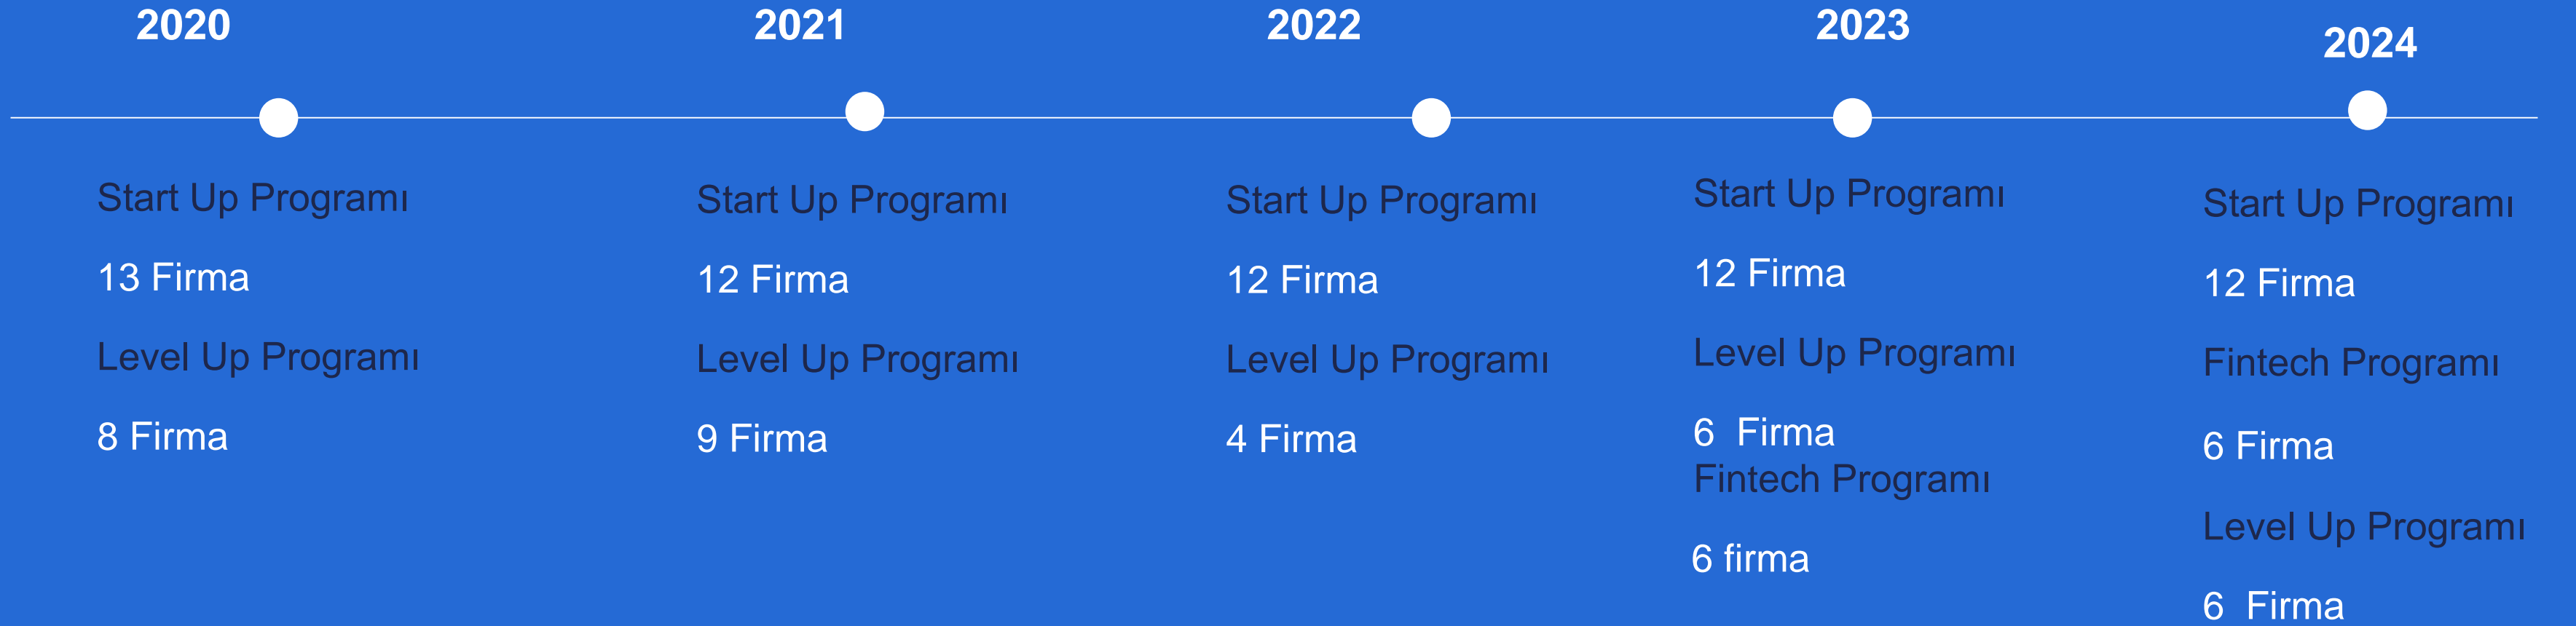 2020
Start Up Programı
13 Firma
Level Up Programı
8 Firma
2021
Start Up Programı
12 Firma
Level Up Programı
9 Firma
2022
Start Up Programı
12 Firma
Level Up Programı
4 Firma
2023
Start Up Programı
12 Firma
Level Up Programı
6  Firma
Fintech Programı
6 firma
2024
Start Up Programı
12 Firma
Fintech Programı
6 Firma
Level Up Programı
6  Firma